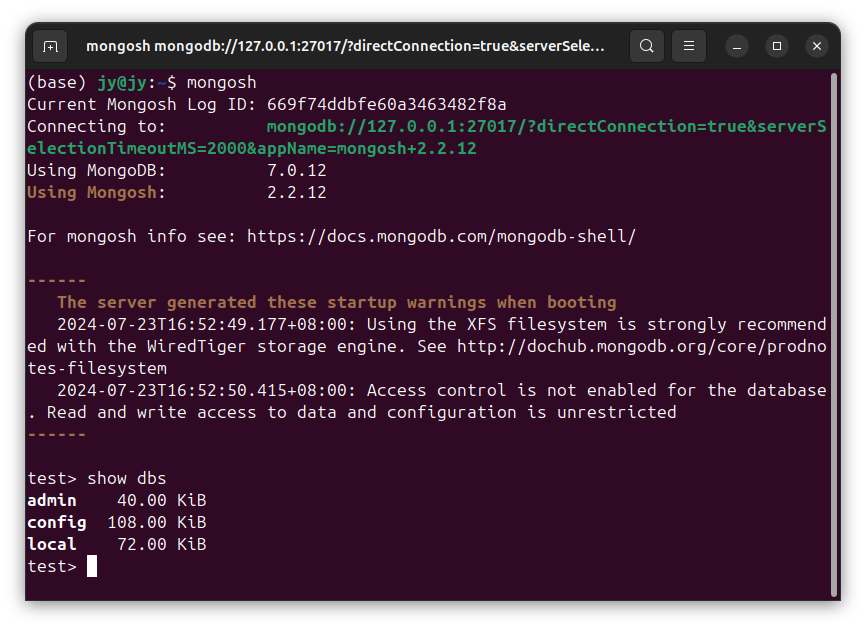 mongosh mongodb://127.0.0.1:27017/?directConnection=true&serverSele...
(base) jy@jy:~$ mongosh
Current Mongosh Log ID: 669f74ddbfe60a3463482f8a
Connecting to:          mongodb://127.0.0.1:27017/?directConnection=true&serverS
electionTimeoutMS=2000&appName=mongosh+2.2.12
Using MongoDB:          7.0.12
Using Mongosh:          2.2.12
For mongosh info see: https://docs.mongodb.com/mongodb-shell/
------
   The server generated these startup warnings when booting
   2024-07-23T16:52:49.177+08:00: Using the XFS filesystem is strongly recommend
ed with the WiredTiger storage engine. See http://dochub.mongodb.org/core/prodno
tes-filesystem
   2024-07-23T16:52:50.415+08:00: Access control is not enabled for the database
. Read and write access to data and configuration is unrestricted
------
test> show dbs
admin    40.00 KiB
config  108.00 KiB
local    72.00 KiB
test>